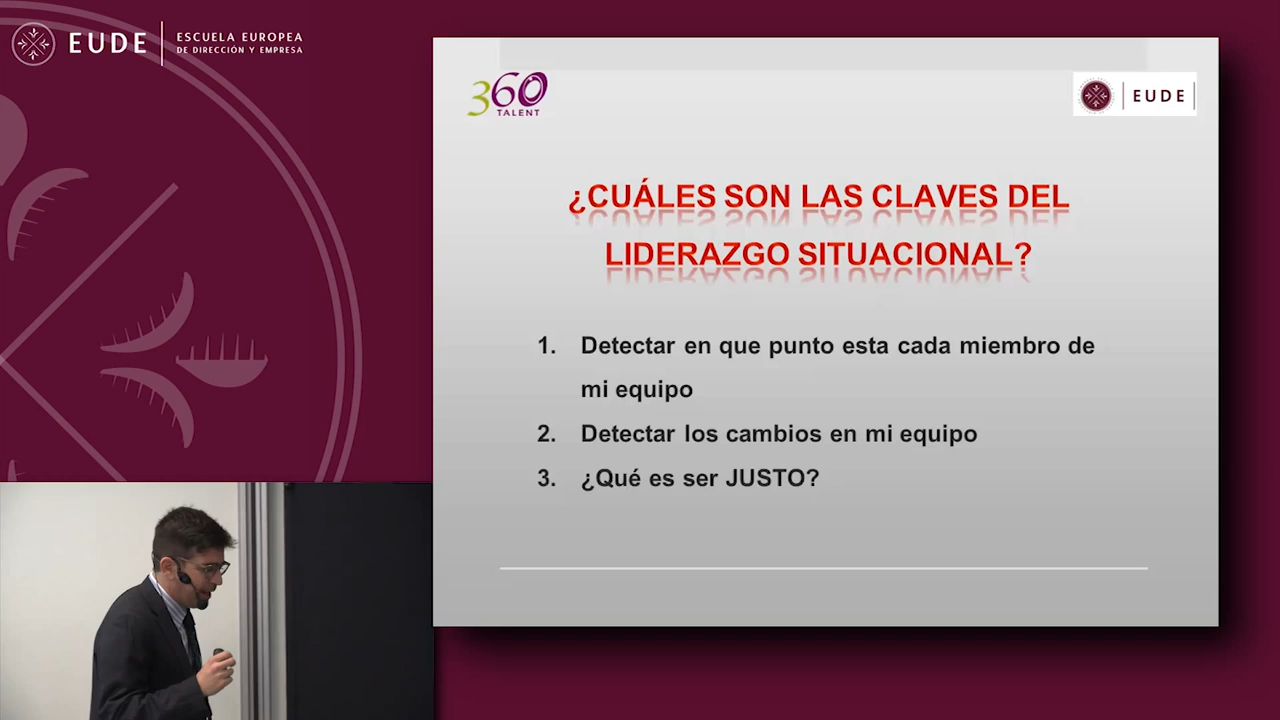 EUDE
ESCUELA EUROPEA
DE DIRECCIÓN Y EMPRESA
360
TALENT
EUDE
¿CUÁLES SON LAS CLAVES DEL
LIDERAZGO SITUACIONAL?
1. Detectar en que punto esta cada miembro de
mi equipo
2. Detectar los cambios en mi equipo
3. ¿Qué es ser JUSTO?